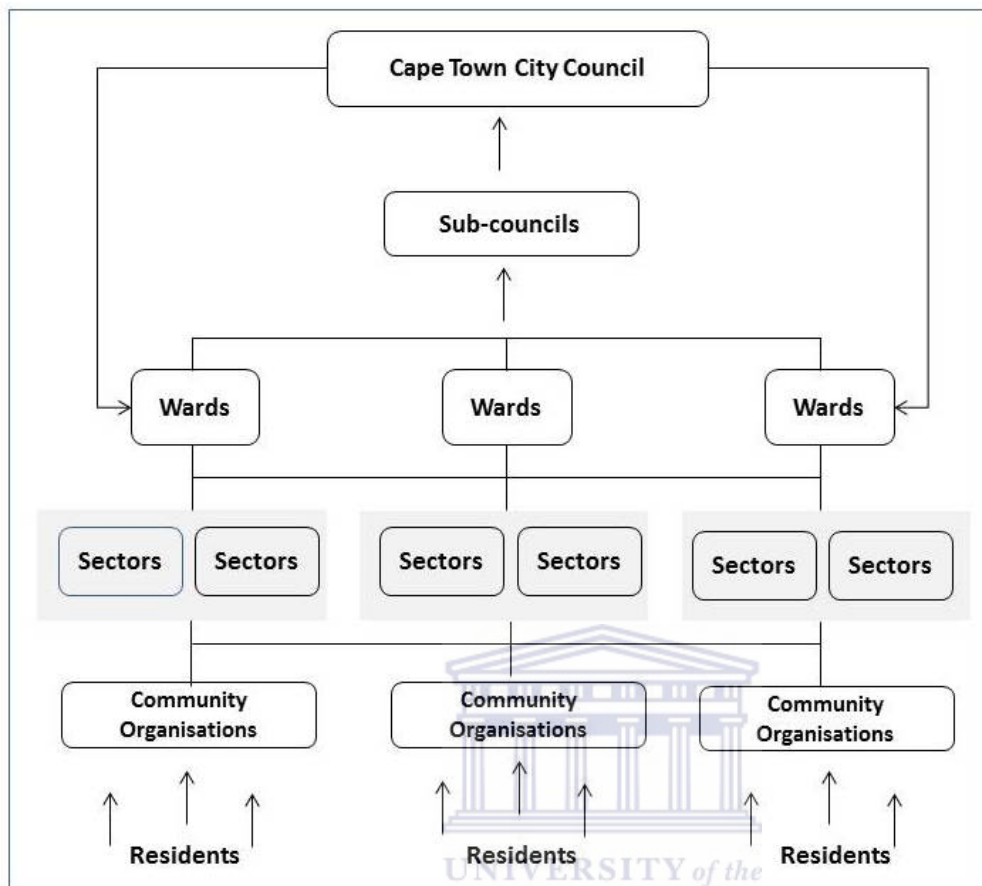 Cape Town City Council
Sub-councils
Wards
Wards
Wards
Sectors
Sectors
Sectors
Sectors
Sectors
Sectors
Community
Organisations
Community
Organisations
Community
Organisations
Residents
Residents
Residents
UNIVERSITY of the